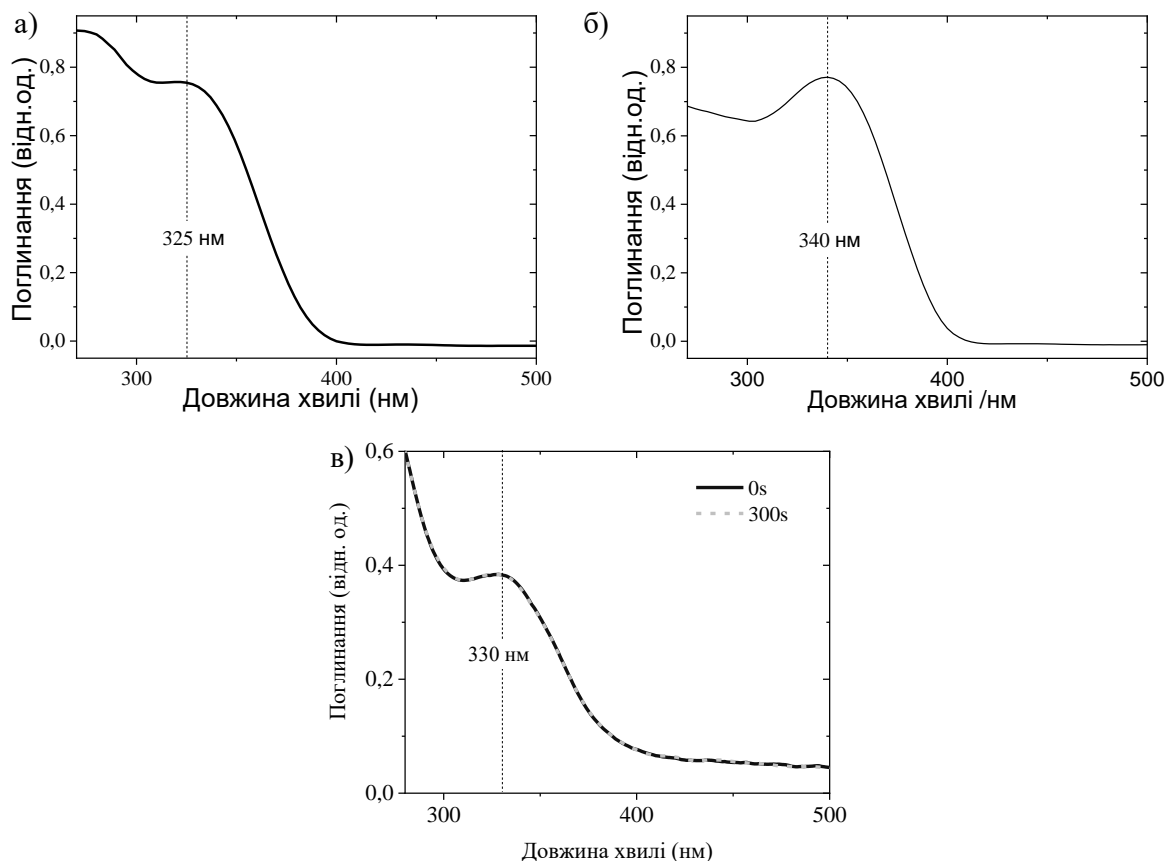 а)
Поглинання (відн.од.)
0,8
0,6
0,4
0,2
0,0
325 нм
300
400
500
Довжина хвилі (нм)
б)
Поглинання (відн.од.)
0,8
0,6
0,4
0,2
0,0
340 нм
300
400
500
Довжина хвилі /нм
в)
Поглинання (відн. од.)
0,6
0,4
0,2
0,0
0s
300s
330 нм
300
400
500
Довжина хвилі (нм)